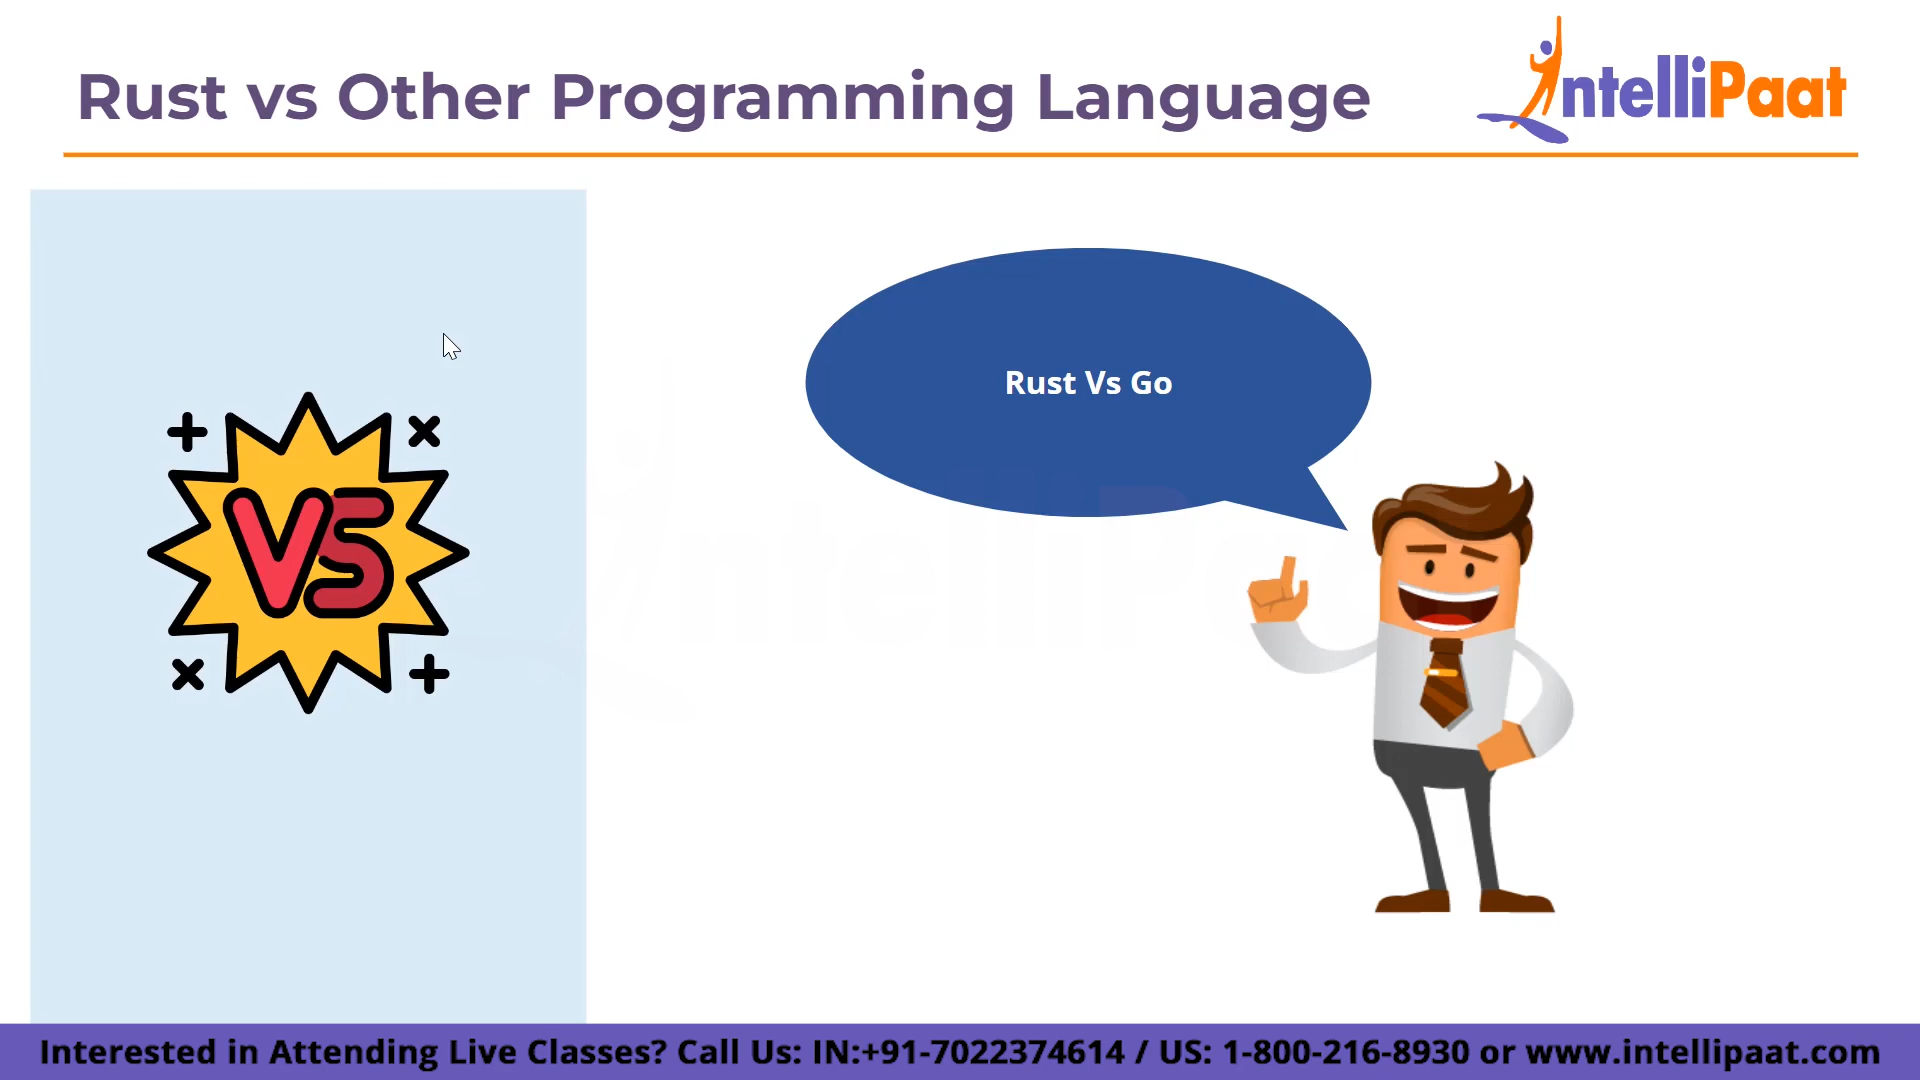 Rust vs Other Programming Language
IntelliPaat
VS
Rust Vs Go
Interested in Attending Live Classes? Call Us: IN:+91-7022374614 / US: 1-800-216-8930 or www.intellipaat.com